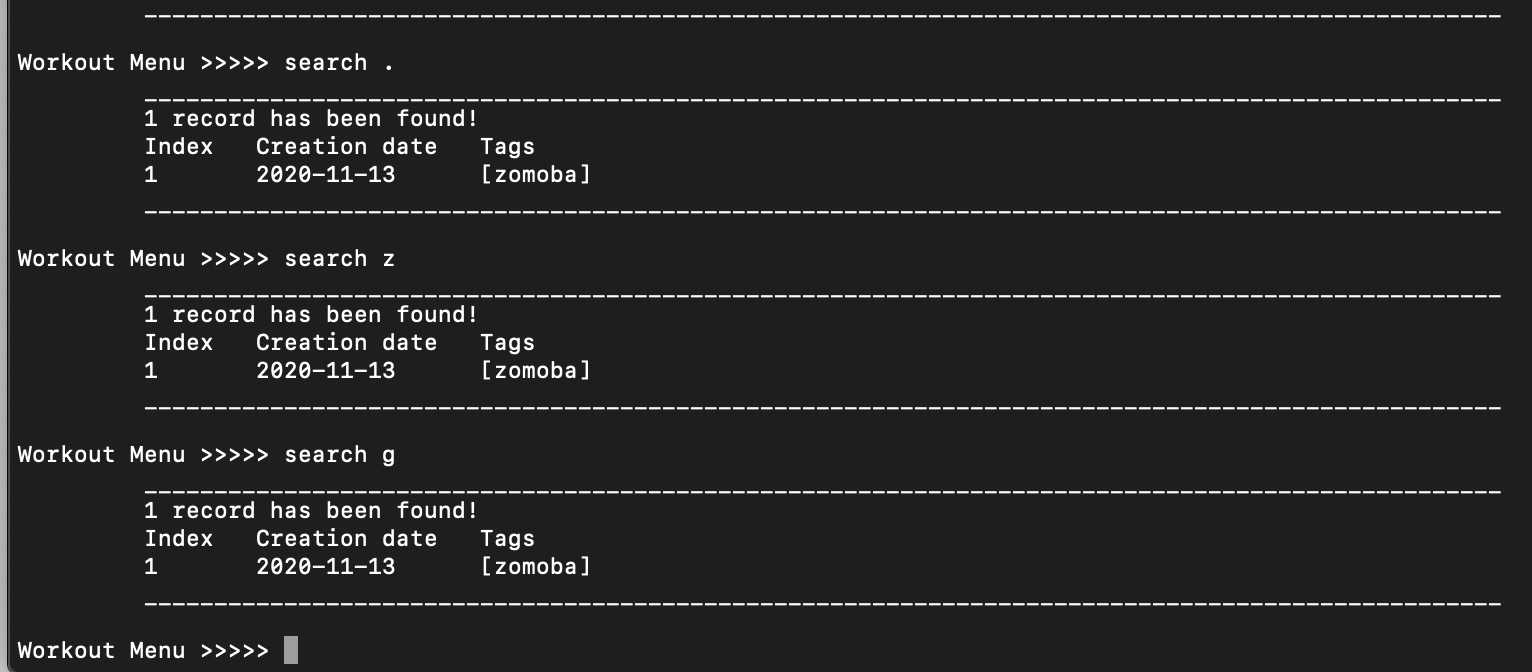 Workout Menu >>>>> search .
1 record has been found!
Index   Creation date   Tags
1       2020-11-13      [zomoba]
Workout Menu >>>>> search z
1 record has been found!
Index   Creation date   Tags
1       2020-11-13      [zomoba]
Workout Menu >>>>> search g
1 record has been found!
Index   Creation date   Tags
1       2020-11-13      [zomoba]
Workout Menu >>>>>